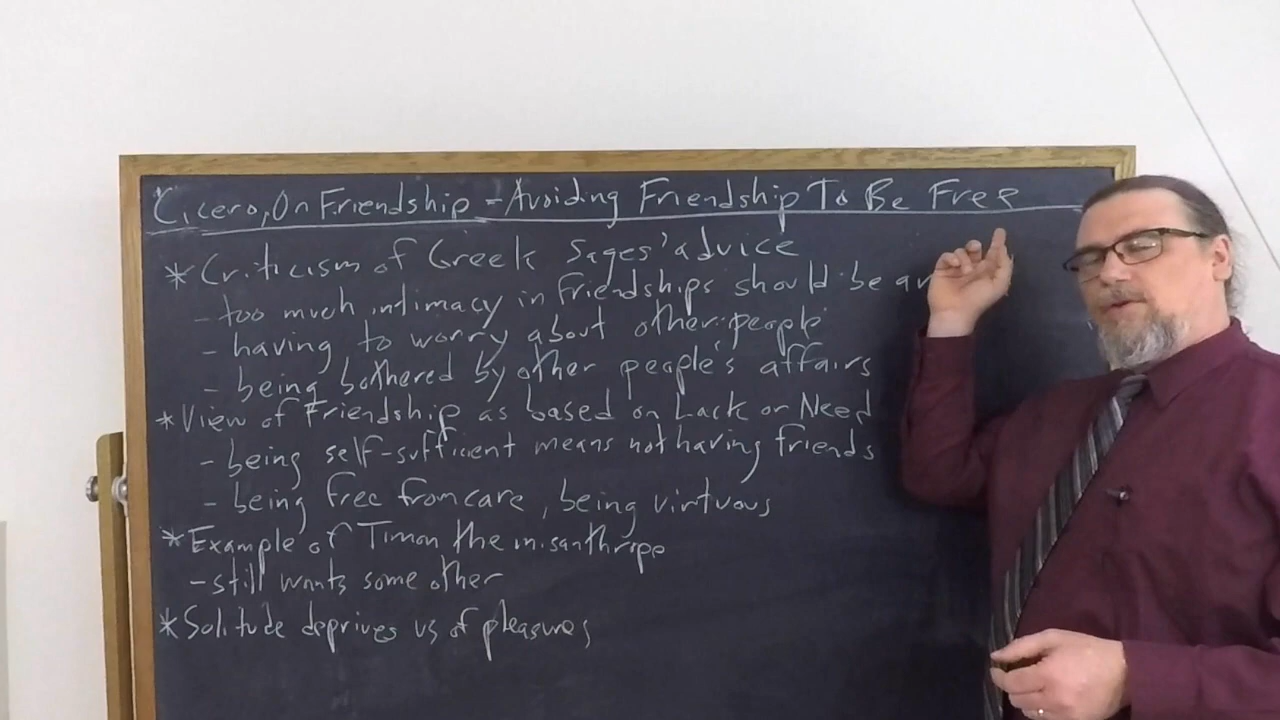 Cicero, On Friendship - Avoiding Friendship To Be Free
* Criticism of Greek Sages' advice
- too much intimacy in friendships should be
- having to worry about other people
- being bothered by other people's affairs
* View of Friendship as based on Lack or Need
- being self-sufficient means not having friends
- being free from care, being virtuous
* Example of Timon the misanthrope
- still wants some other
* Solitude deprives us of pleasures